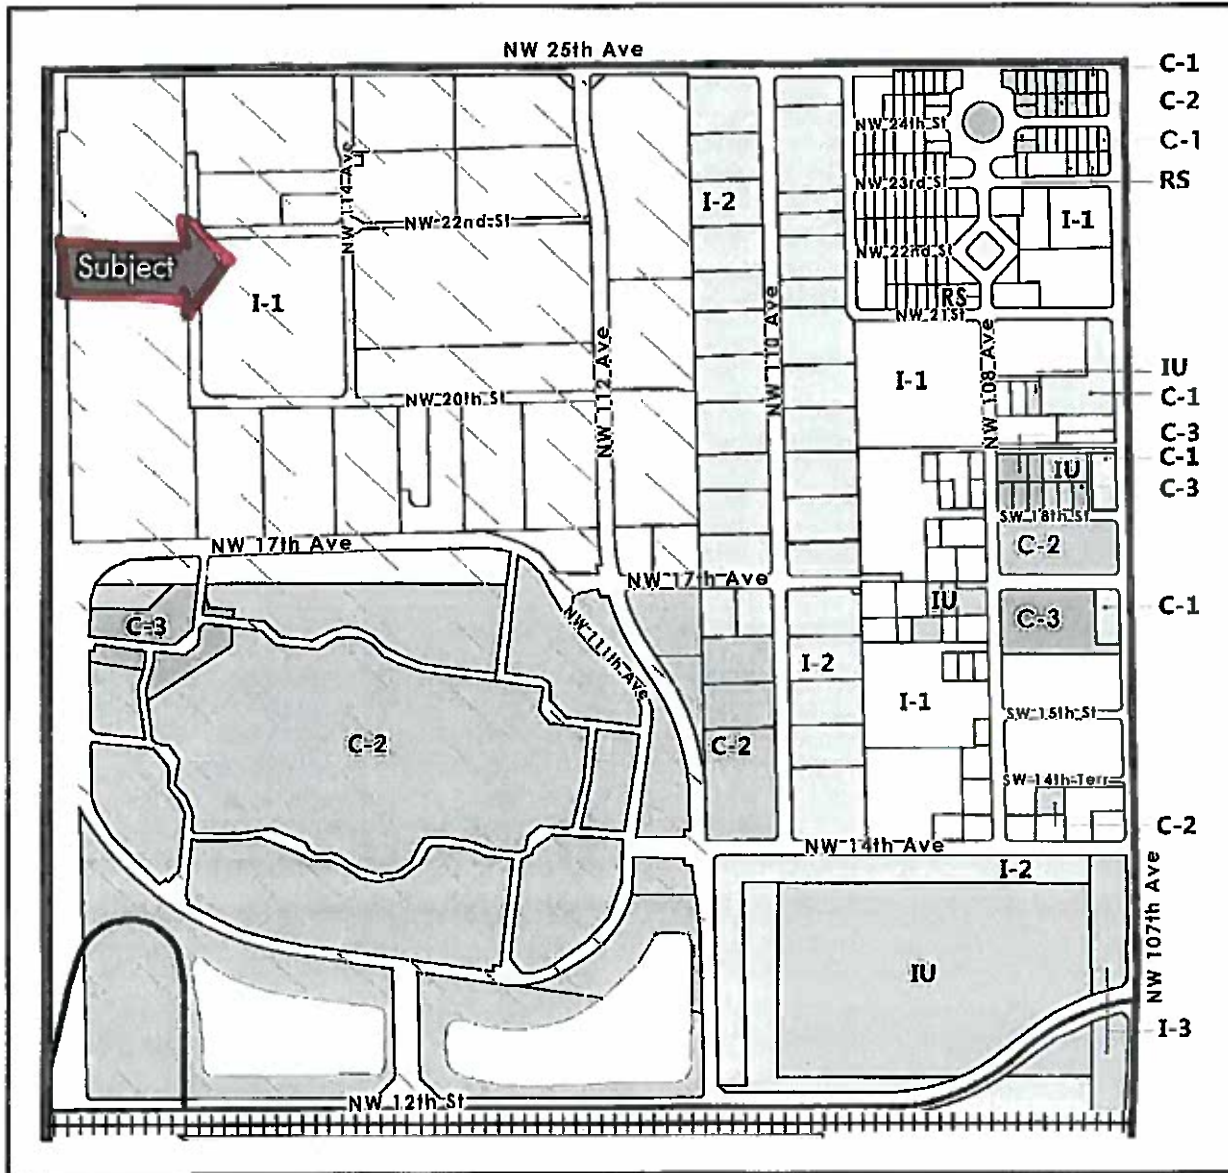 NW 25th Ave
C-1
C-2
NW 24th St
C-1
NW 114 Ave
NW 23rd St
RS
I-2
I-1
NW 22nd St
NW 22nd St
Subject
I-1
RS
NW 21St
NW 110 Ave
NW 112 Ave
NW 108 Ave
I-1
IU
NW 20th St
C-1
C-3
C-1
IU
C-3
SW 18th St
NW 17th Ave
C-2
NW 17th Ave
IU
C-1
C-3
C-3
NW 111th Ave
I-2
I-1
SW 15th St
C-2
C-2
SW 14th Terr
C-2
NW 14th Ave
I-2
NW 107th Ave
IU
I-3
NW 12th St